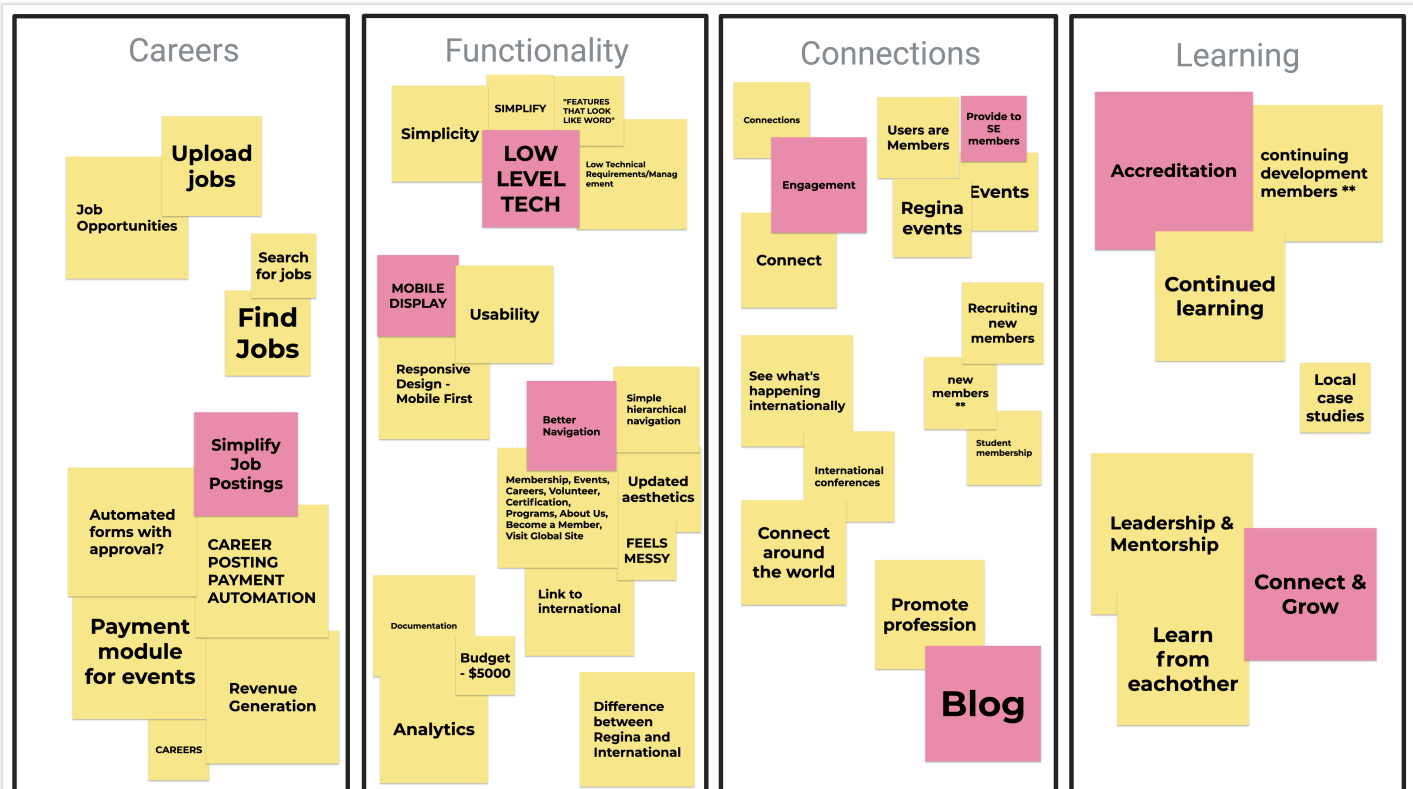 Careers
Upload
jobs
Job
Opportunities
Search
for jobs
Find
Jobs
Simplify
Job
Postings
Automated
forms with
approval?
CAREER
POSTING
PAYMENT
AUTOMATION
Payment
module
for events
Revenue
Generation
CAREERS
Functionality
Simplicity
SIMPLIFY
"FEATURES
THAT LOOK
LIKE WORD"
LOW
LEVEL
TECH
Low Technical
Requirements/Manag
ement
MOBILE
DISPLAY
Usability
Responsive
Design -
Mobile First
Better
Navigation
Simple
hierarchical
navigation
Membership, Events,
Careers, Volunteer,
Certification,
Programs, About Us,
Become a Member,
Visit Global Site
Updated
aesthetics
FEELS
MESSY
Link to
international
Documentation
Budget
- $5000
Analytics
Difference
between
Regina and
International
Connections
Connections
Engagement
Connect
Users are
Members
Provide to
SE
members
Events
Regina
events
Recruiting
new
members
new
members
**
Student
membership
See what's
happening
internationally
International
conferences
Connect
around
the world
Promote
profession
Blog
Learning
Accreditation
continuing
development
members **
Continued
learning
Local
case
studies
Leadership &
Mentorship
Connect &
Grow
Learn
from
eachother